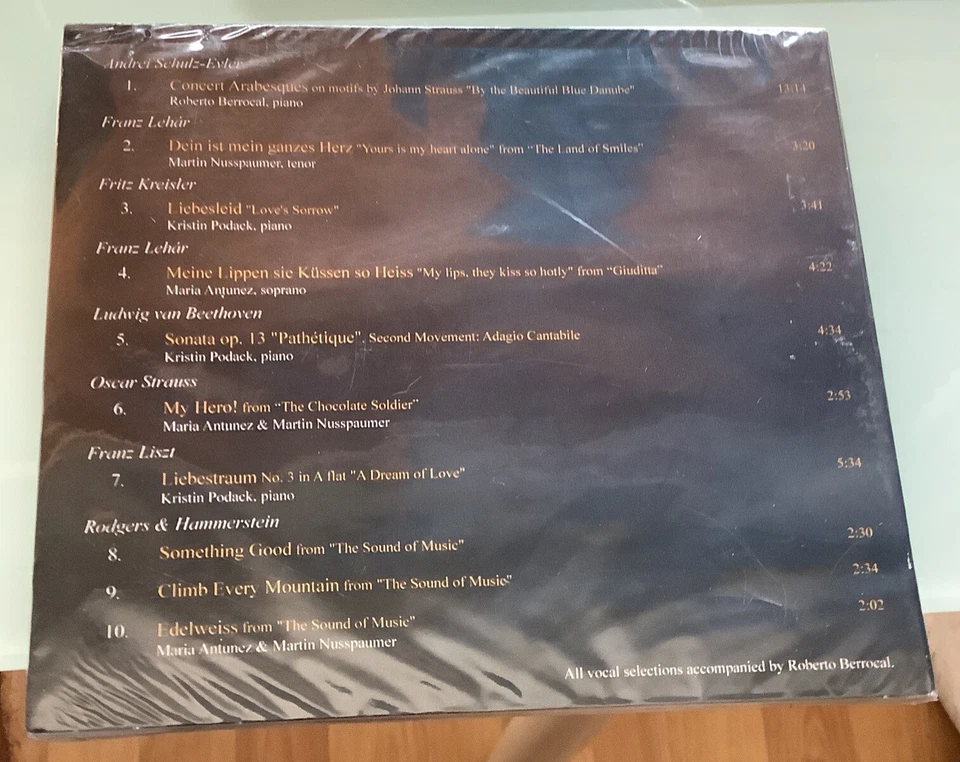 Andrei Schulz-Evler
1. Concert Arabesques on motifs by Johann Strauss "By the Beautiful Blue Danube" 13:14
Roberto Berrocal, piano
Franz Lehár
2. Dein ist mein ganzes Herz "Yours is my heart alone" from "The Land of Smiles" 3:20
Martin Nusspaumer, tenor
Fritz Kreisler
3. Liebesleid "Love's Sorrow" 3:41
Kristin Podack, piano
Franz Lehár
4. Meine Lippen sie Küssen so Heiss "My lips, they kiss so hotly" from "Giuditta" 4:22
Maria Antunez, soprano
Ludwig van Beethoven
5. Sonata op. 13 "Pathétique", Second Movement: Adagio Cantabile 4:34
Kristin Podack, piano
Oscar Strauss
6. My Hero! from "The Chocolate Soldier" 2:53
Maria Antunez & Martin Nusspaumer
Franz Liszt
7. Liebestraum No. 3 in A flat "A Dream of Love" 5:34
Kristin Podack, piano
Rodgers & Hammerstein
8. Something Good from "The Sound of Music" 2:30
9. Climb Every Mountain from "The Sound of Music" 2:34
10. Edelweiss from "The Sound of Music" 2:02
Maria Antunez & Martin Nusspaumer
All vocal selections accompanied by Roberto Berrocal.